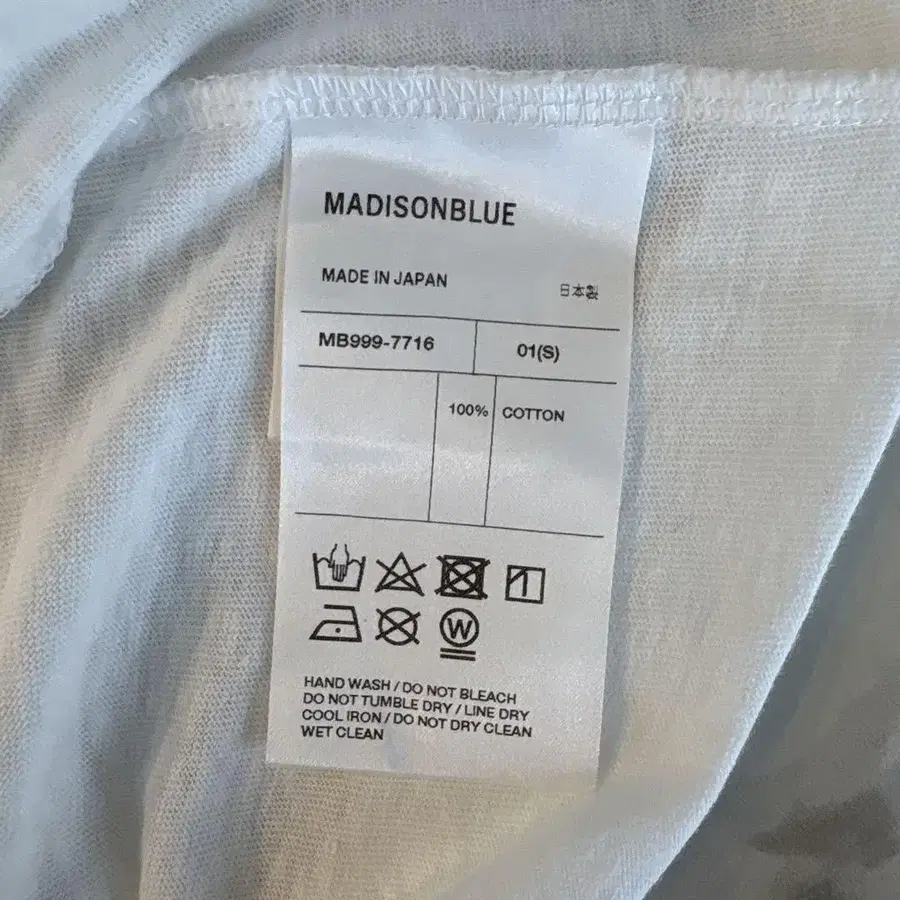 MADISONBLUE
MADE IN JAPAN 日本製
MB999-7716 01(S)
100% COTTON
W
HAND WASH / DO NOT BLEACH
DO NOT TUMBLE DRY / LINE DRY
COOL IRON / DO NOT DRY CLEAN
WET CLEAN